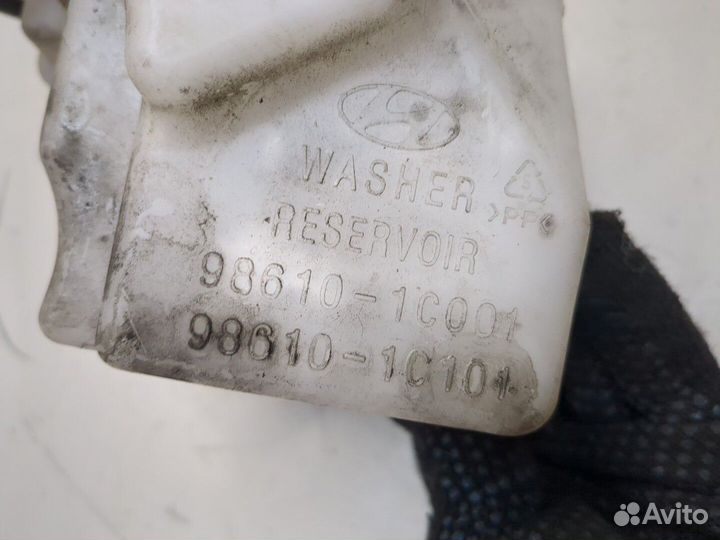 WASHER
RESERVOIR
>PP<
98610-1C001
98610-1C101
Avito